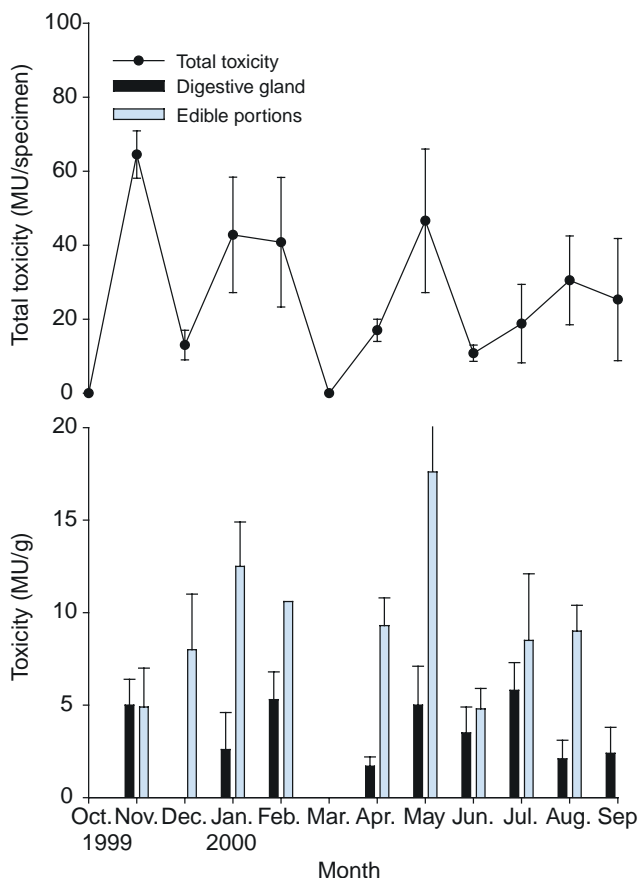 Total toxicity (MU/specimen)
100
80
60
40
20
0
Total toxicity
Digestive gland
Edible portions
Toxicity (MU/g)
20
15
10
5
0
Oct. Nov. Dec. Jan. Feb. Mar. Apr. May Jun. Jul. Aug. Sep
1999 2000
Month